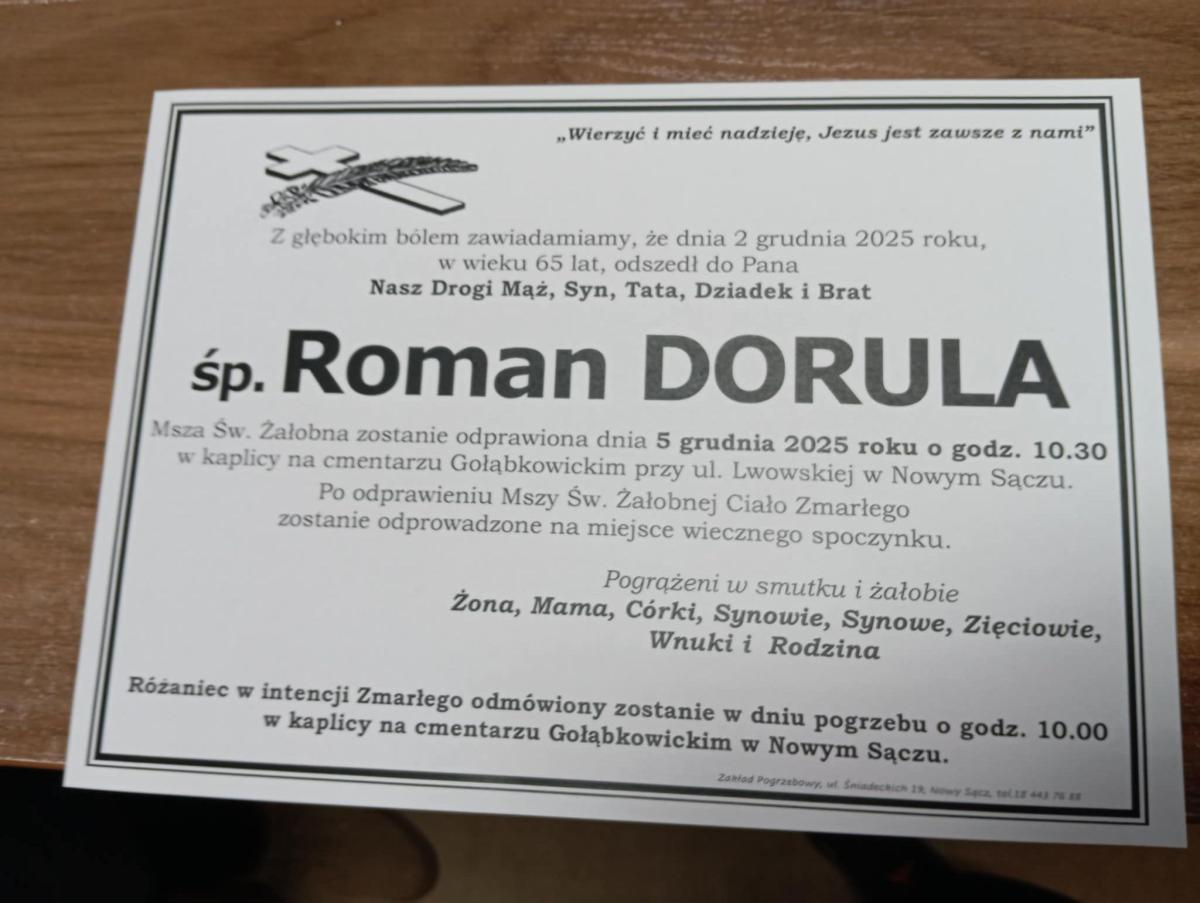 „Wierzyć i mieć nadzieję, Jezus jest zawsze z nami”
Z głębokim bólem zawiadamiamy, że dnia 2 grudnia 2025 roku,
w wieku 65 lat, odszedł do Pana
Nasz Drogi Mąż, Syn, Tata, Dziadek i Brat
śp. Roman DORULA
Msza Św. Żałobna zostanie odprawiona dnia 5 grudnia 2025 roku o godz. 10.30
w kaplicy na cmentarzu Gołąbkowickim przy ul. Lwowskiej w Nowym Sączu.
Po odprawieniu Mszy Św. Żałobnej Ciało Zmarłego
zostanie odprowadzone na miejsce wiecznego spoczynku.
Pogrążeni w smutku i żałobie
Żona, Mama, Córki, Synowie, Synowe, Zięciowie,
Wnuki i Rodzina
Różaniec w intencji Zmarłego odmówiony zostanie w dniu pogrzebu o godz. 10.00
w kaplicy na cmentarzu Gołąbkowickim w Nowym Sączu.
Zakład Pogrzebowy, ul. Śniadeckich 19, Nowy Sącz, tel.18 443 76 88